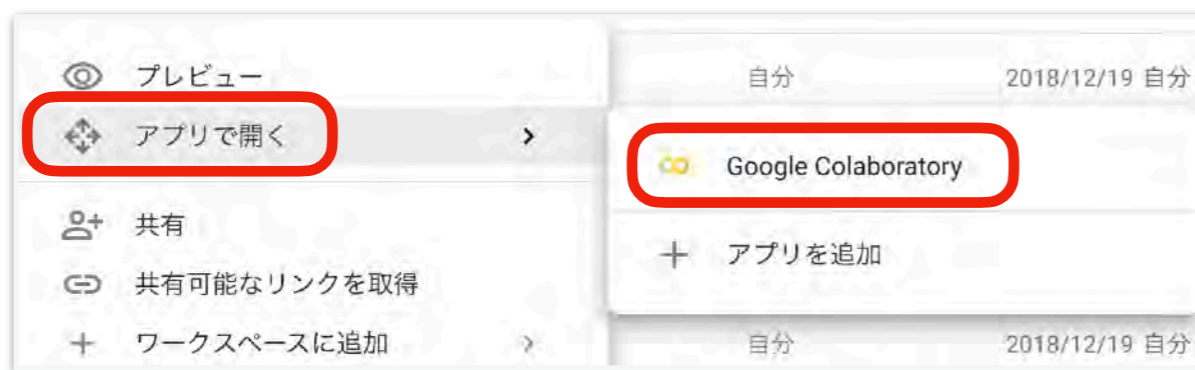 プレビュー
自分
2018/12/19 自分
アプリで開く
Google Colaboratory
共有
アプリを追加
共有可能なリンクを取得
ワークスペースに追加
自分
2018/12/19 自分